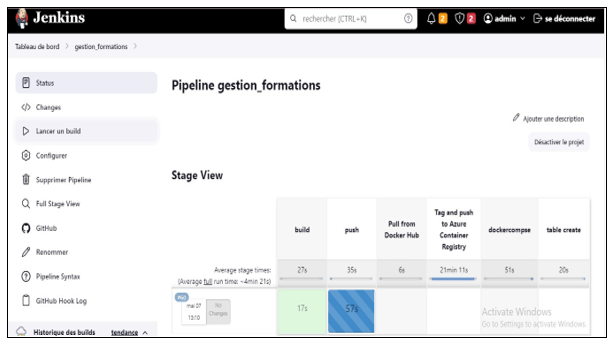 Jenkins
rechercher (CTRL+K)
2
2
admin
se déconnecter
Tableau de bord > gestion_formations >
Status
Changes
Lancer un build
Configurer
Supprimer Pipeline
Full Stage View
GitHub
Renommer
Pipeline Syntax
GitHub Hook Log
Historique des builds tendance
Pipeline gestion_formations
Ajouter une description
Désactiver le projet
Stage View
build
push
Pull from
Docker Hub
Tag and push
to Azure
Container
Registry
dockercompse
table create
Average stage times:
(Average full run time: ~4min 21s)
27s
35s
6s
21min 11s
51s
20s
mai 07
13:10
No
Changes
17s
57s
Activate Windows
Go to Settings to activate Windows.